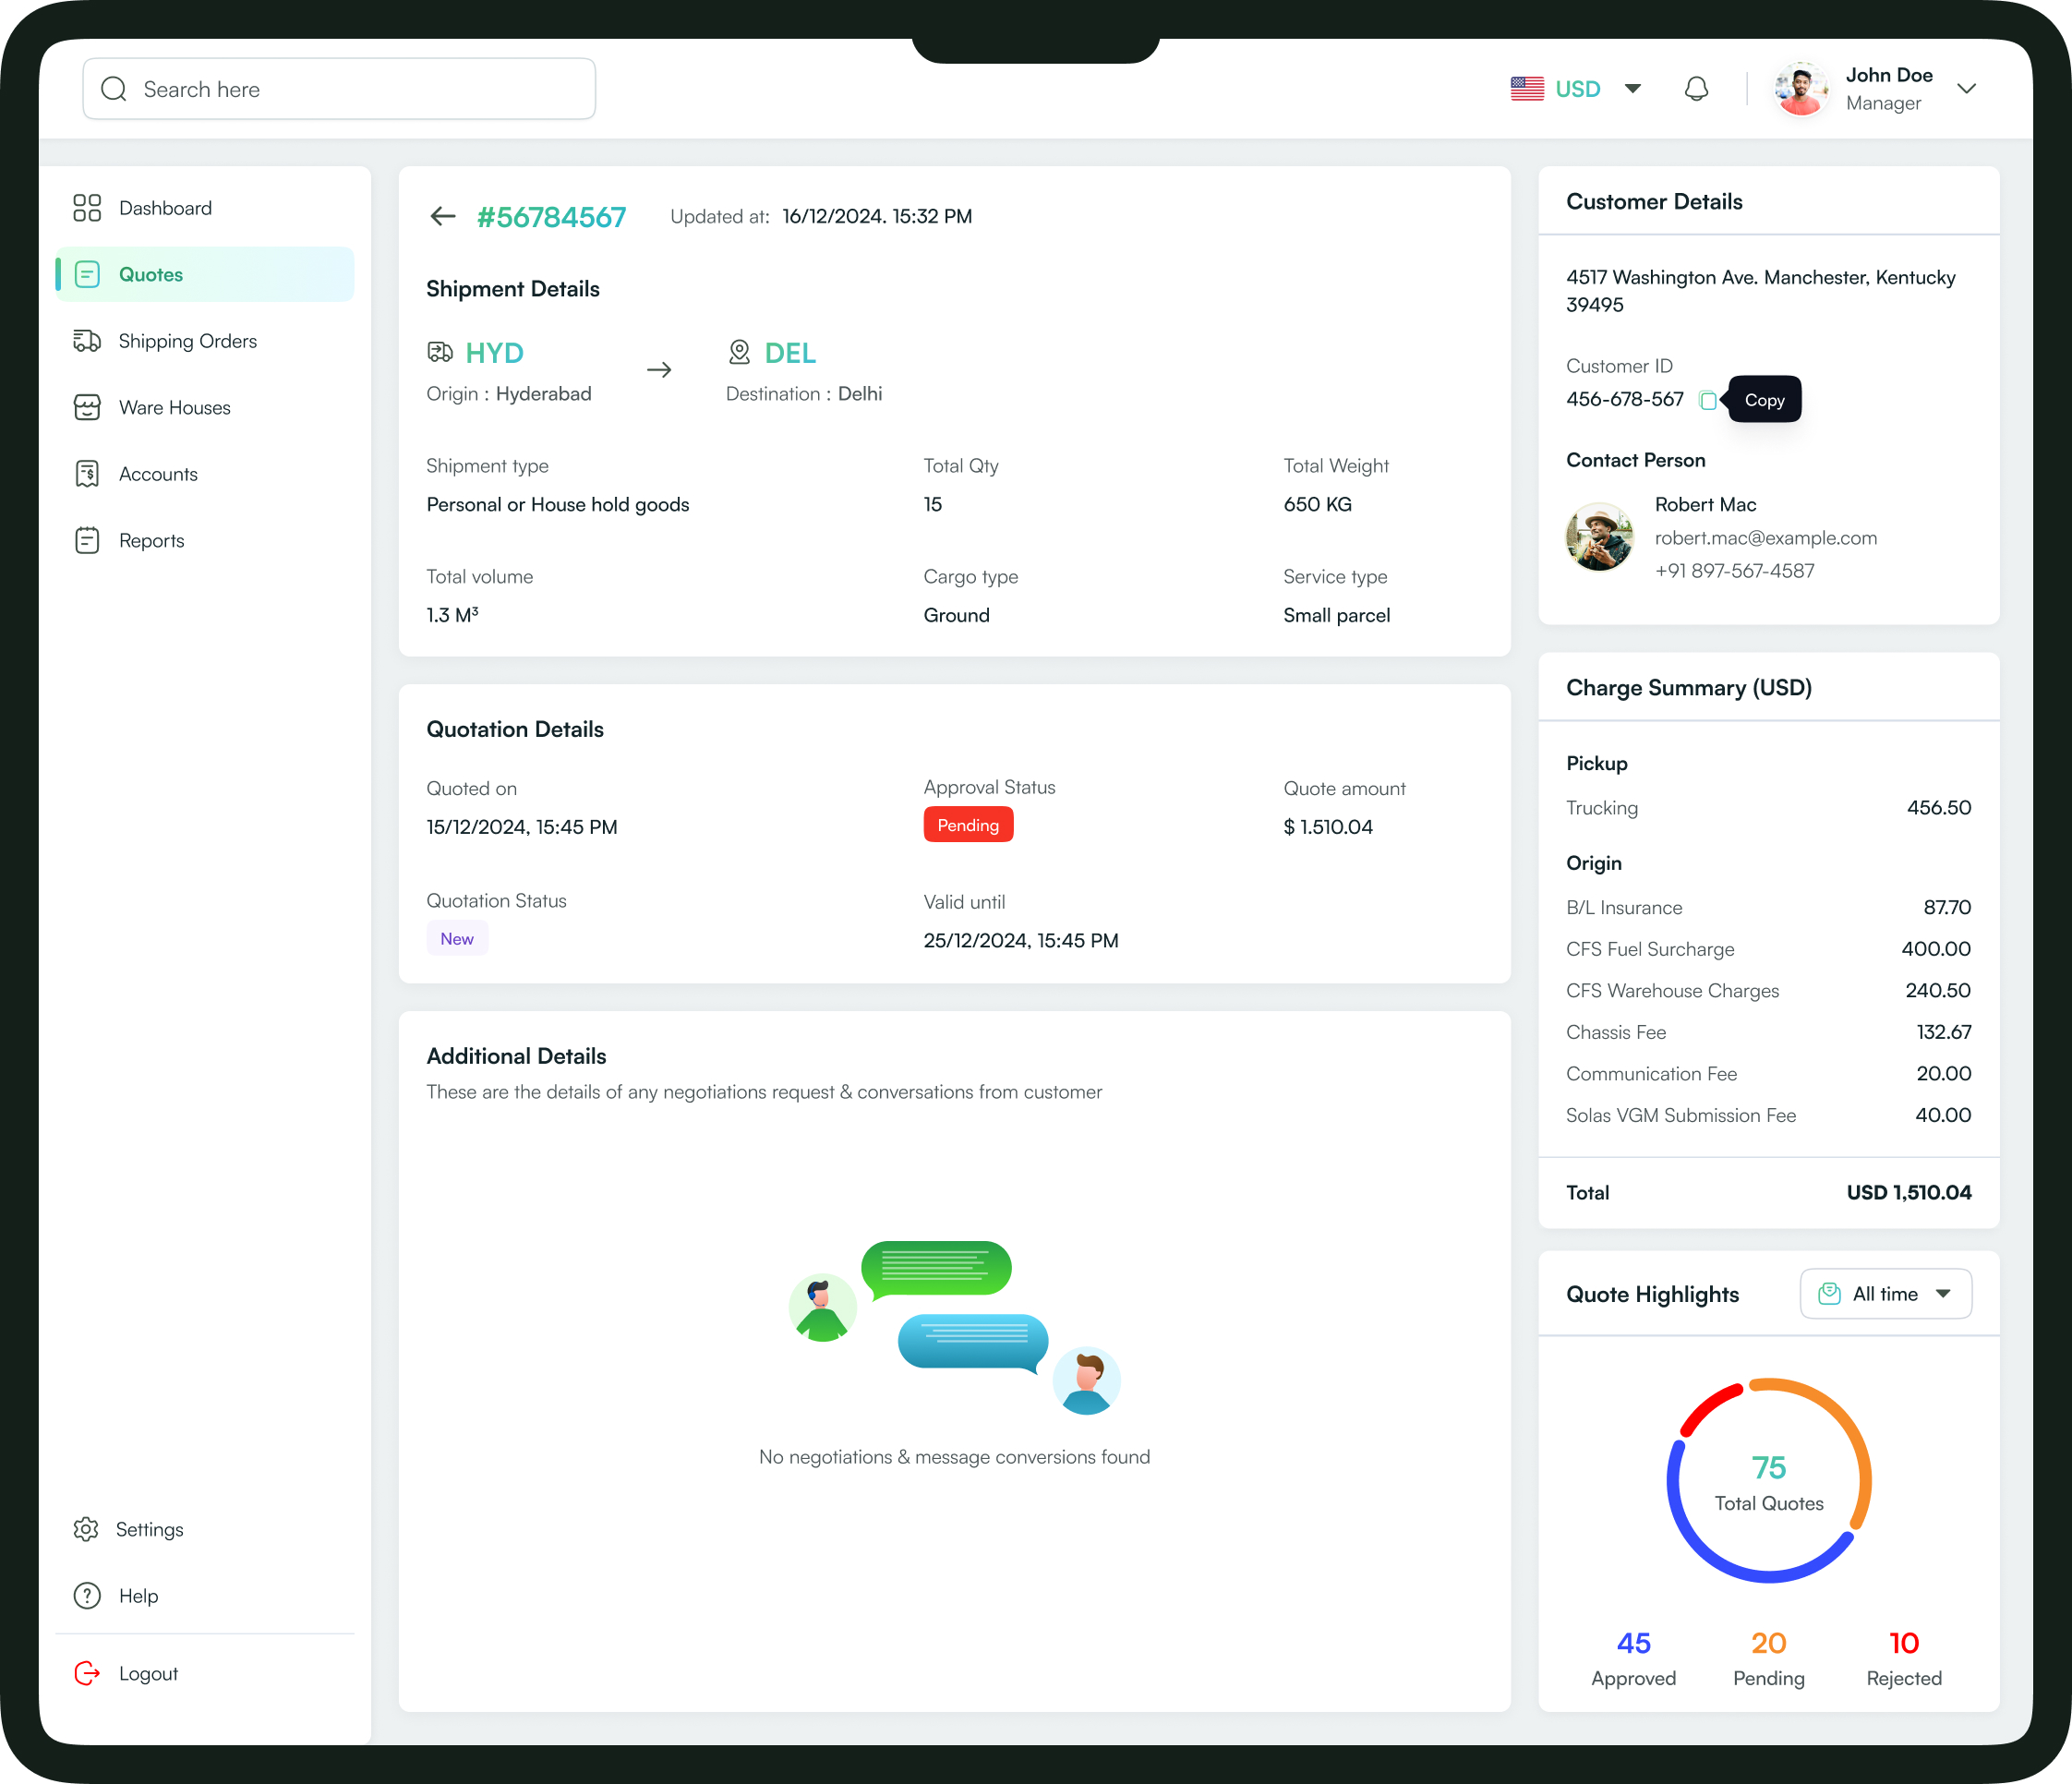 Search here
USD
John Doe
Manager
Dashboard
Quotes
Shipping Orders
Ware Houses
Accounts
Reports
Settings
Help
Logout
#56784567
Updated at: 16/12/2024. 15:32 PM
Shipment Details
HYD
Origin : Hyderabad
DEL
Destination : Delhi
Shipment type
Personal or House hold goods
Total Qty
15
Total Weight
650 KG
Total volume
1.3 M³
Cargo type
Ground
Service type
Small parcel
Quotation Details
Quoted on
15/12/2024, 15:45 PM
Approval Status
Pending
Quote amount
$ 1.510.04
Quotation Status
New
Valid until
25/12/2024, 15:45 PM
Additional Details
These are the details of any negotiations request & conversations from customer
No negotiations & message conversions found
Customer Details
4517 Washington Ave. Manchester, Kentucky
39495
Customer ID
456-678-567
Copy
Contact Person
Robert Mac
robert.mac@example.com
+91 897-567-4587
Charge Summary (USD)
Pickup
Trucking 456.50
Origin
B/L Insurance 87.70
CFS Fuel Surcharge 400.00
CFS Warehouse Charges 240.50
Chassis Fee 132.67
Communication Fee 20.00
Solas VGM Submission Fee 40.00
Total USD 1,510.04
Quote Highlights
All time
75
Total Quotes
45
Approved
20
Pending
10
Rejected